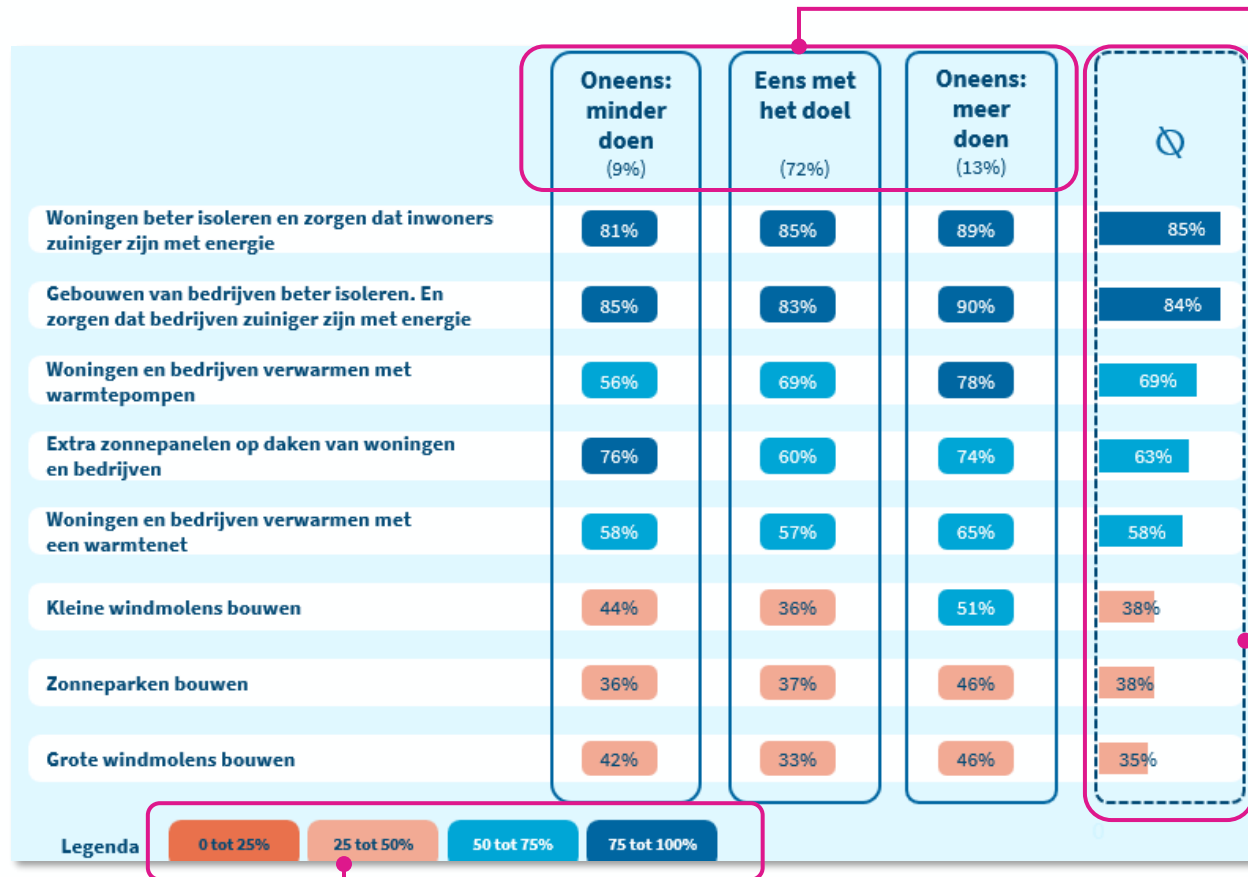 Oneens:
minder
doen
(9%)
Eens met
het doel
(72%)
Oneens:
meer
doen
(13%)
Ø
Woningen beter isoleren en zorgen dat inwoners
zuiniger zijn met energie
81% 85% 89% 85%
Gebouwen van bedrijven beter isoleren. En
zorgen dat bedrijven zuiniger zijn met energie
85% 83% 90% 84%
Woningen en bedrijven verwarmen met
warmtepompen
56% 69% 78% 69%
Extra zonnepanelen op daken van woningen
en bedrijven
76% 60% 74% 63%
Woningen en bedrijven verwarmen met
een warmtenet
58% 57% 65% 58%
Kleine windmolens bouwen 44% 36% 51% 38%
Zonneparken bouwen 36% 37% 46% 38%
Grote windmolens bouwen 42% 33% 46% 35%
0
Legenda 0 tot 25% 25 tot 50% 50 tot 75% 75 tot 100%